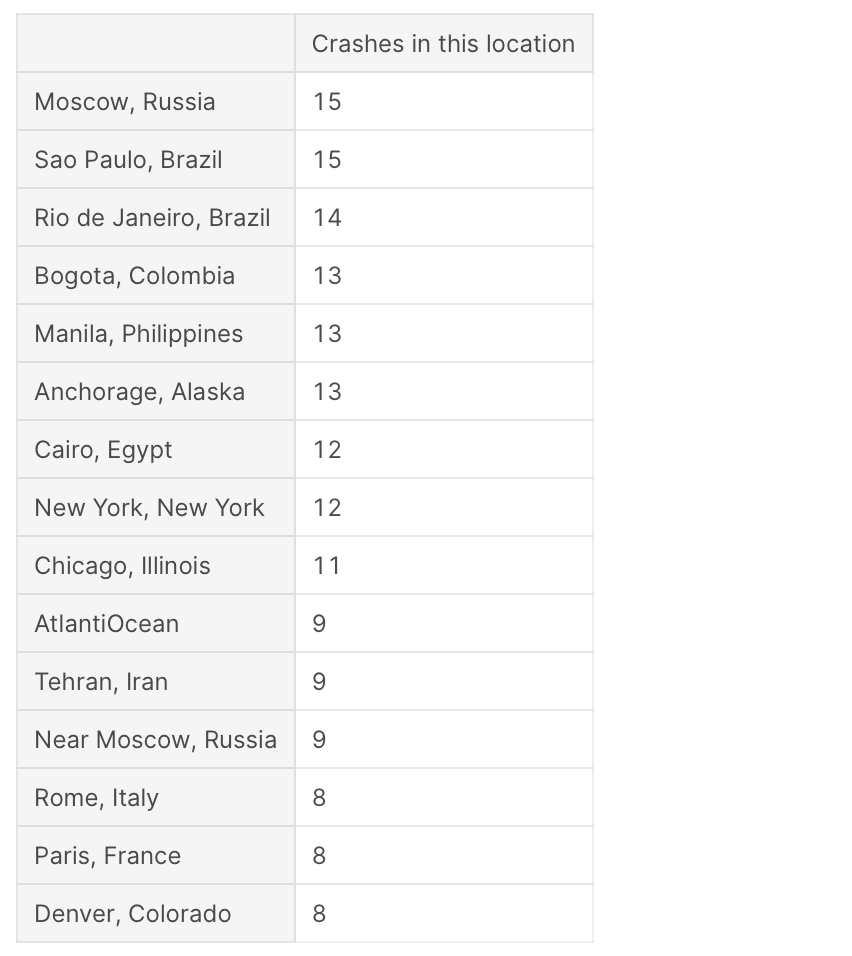 Crashes in this location
Moscow, Russia 15
Sao Paulo, Brazil 15
Rio de Janeiro, Brazil 14
Bogota, Colombia 13
Manila, Philippines 13
Anchorage, Alaska 13
Cairo, Egypt 12
New York, New York 12
Chicago, Illinois 11
AtlantiOcean 9
Tehran, Iran 9
Near Moscow, Russia 9
Rome, Italy 8
Paris, France 8
Denver, Colorado 8